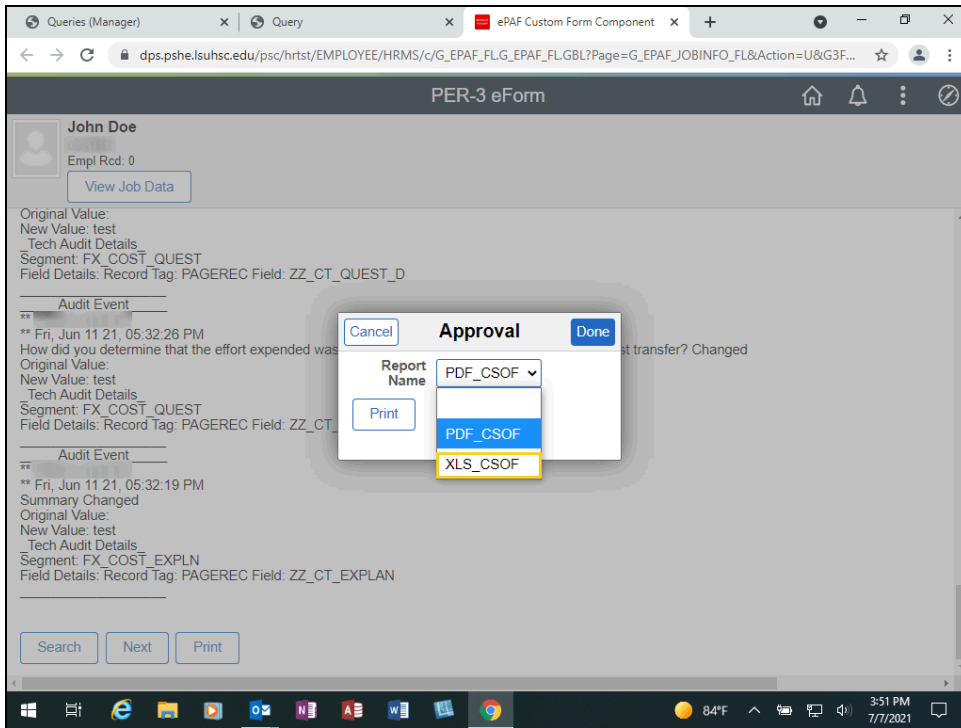 Queries (Manager)
Query
ePAF Custom Form Component
dps.pshe.lsuhsc.edu/psc/hrtst/EMPLOYEE/HRMS/c/G_EPAF_FL.G_EPAF_FL.GBL?Page=G_EPAF_JOBINFO_FL&Action=U&G3F...
PER-3 eForm
John Doe
Empl Rcd: 0
View Job Data
Original Value:
New Value: test
_Tech Audit Details_
Segment: FX_COST_QUEST
Field Details: Record Tag: PAGEREC Field: ZZ_CT_QUEST_D
_____Audit Event_____
**
** Fri, Jun 11 21, 05:32:26 PM
How did you determine that the effort expended was st transfer? Changed
Original Value:
New Value: test
_Tech Audit Details_
Segment: FX_COST_QUEST
Field Details: Record Tag: PAGEREC Field: ZZ_CT_
_____Audit Event_____
**
** Fri, Jun 11 21, 05:32:19 PM
Summary Changed
Original Value:
New Value: test
_Tech Audit Details_
Segment: FX_COST_EXPLN
Field Details: Record Tag: PAGEREC Field: ZZ_CT_EXPLAN
Cancel
Approval
Done
Report Name
PDF_CSOF
Print
PDF_CSOF
XLS_CSOF
Search
Next
Print
84°F
3:51 PM
7/7/2021